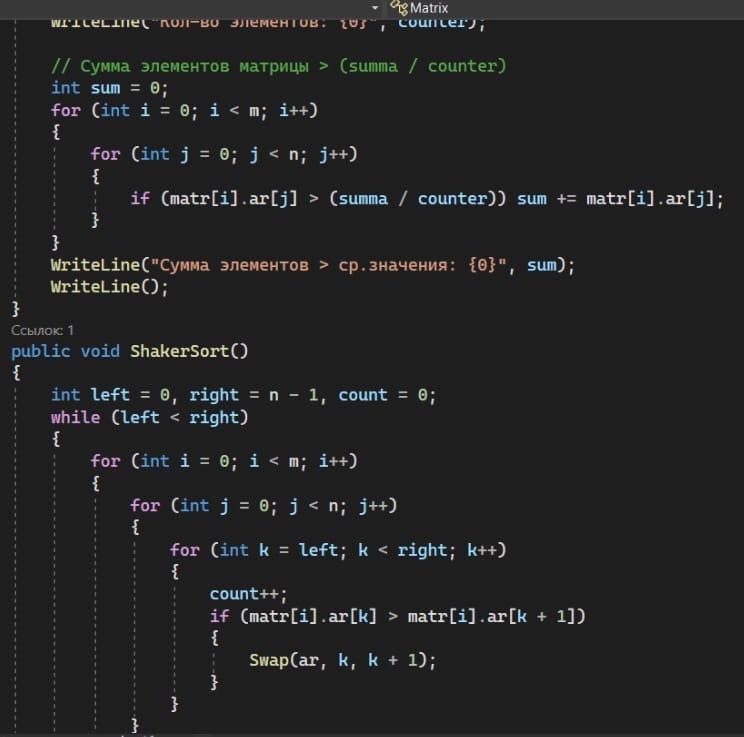 Matrix
WriteLine("Кол-во элементов: {0}", counter);
// Сумма элементов матрицы > (summa / counter)
int sum = 0;
for (int i = 0; i < m; i++)
{
for (int j = 0; j < n; j++)
{
if (matr[i].ar[j] > (summa / counter)) sum += matr[i].ar[j];
}
}
WriteLine("Сумма элементов > ср.значения: {0}", sum);
WriteLine();
}
Ссылок: 1
public void ShakerSort()
{
int left = 0, right = n - 1, count = 0;
while (left < right)
{
for (int i = 0; i < m; i++)
{
for (int j = 0; j < n; j++)
{
for (int k = left; k < right; k++)
{
count++;
if (matr[i].ar[k] > matr[i].ar[k + 1])
{
Swap(ar, k, k + 1);
}
}
}